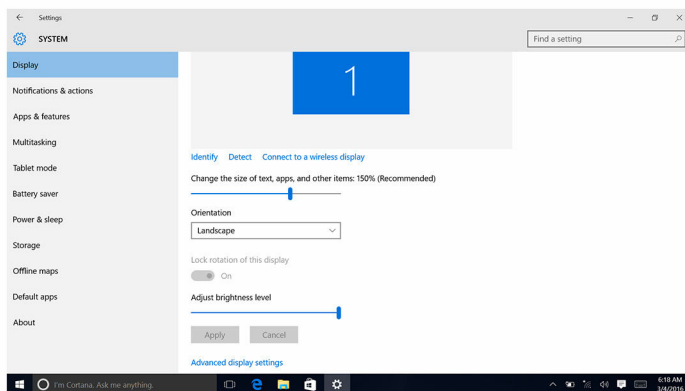 Settings
SYSTEM
Find a setting
Display
Notifications & actions
Apps & features
Multitasking
Tablet mode
Battery saver
Power & sleep
Storage
Offline maps
Default apps
About
1
Identify Detect Connect to a wireless display
Change the size of text, apps, and other items: 150% (Recommended)
Orientation
Landscape
Lock rotation of this display
On
Adjust brightness level
Apply Cancel
Advanced display settings
I'm Cortana. Ask me anything.
6:18 AM
3/4/2016